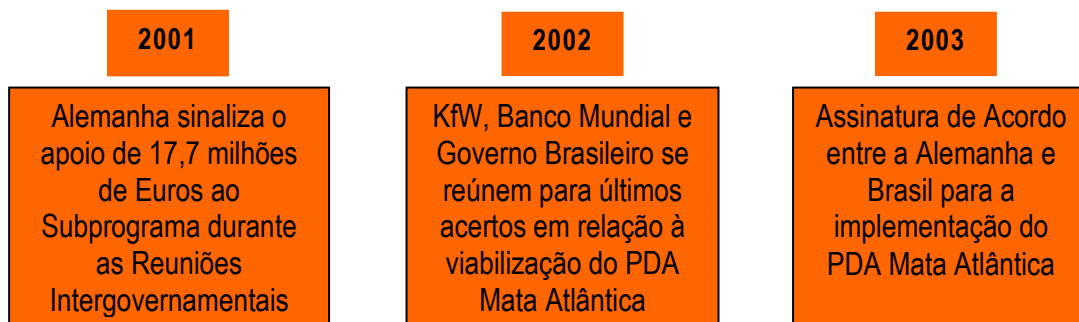 2001
Alemanha sinaliza o
apoio de 17,7 milhões
de Euros ao
Subprograma durante
as Reuniões
Intergovernamentais
2002
KfW, Banco Mundial e
Governo Brasileiro se
reúnem para últimos
acertos em relação à
viabilização do PDA
Mata Atlântica
2003
Assinatura de Acordo
entre a Alemanha e
Brasil para a
implementação do
PDA Mata Atlântica